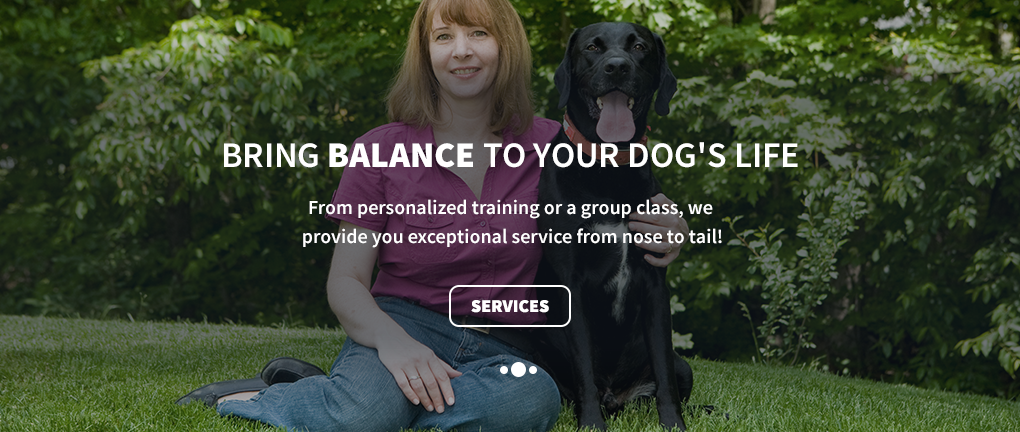 BRING BALANCE TO YOUR DOG'S LIFE
From personalized training or a group class, we
provide you exceptional service from nose to tail!
SERVICES